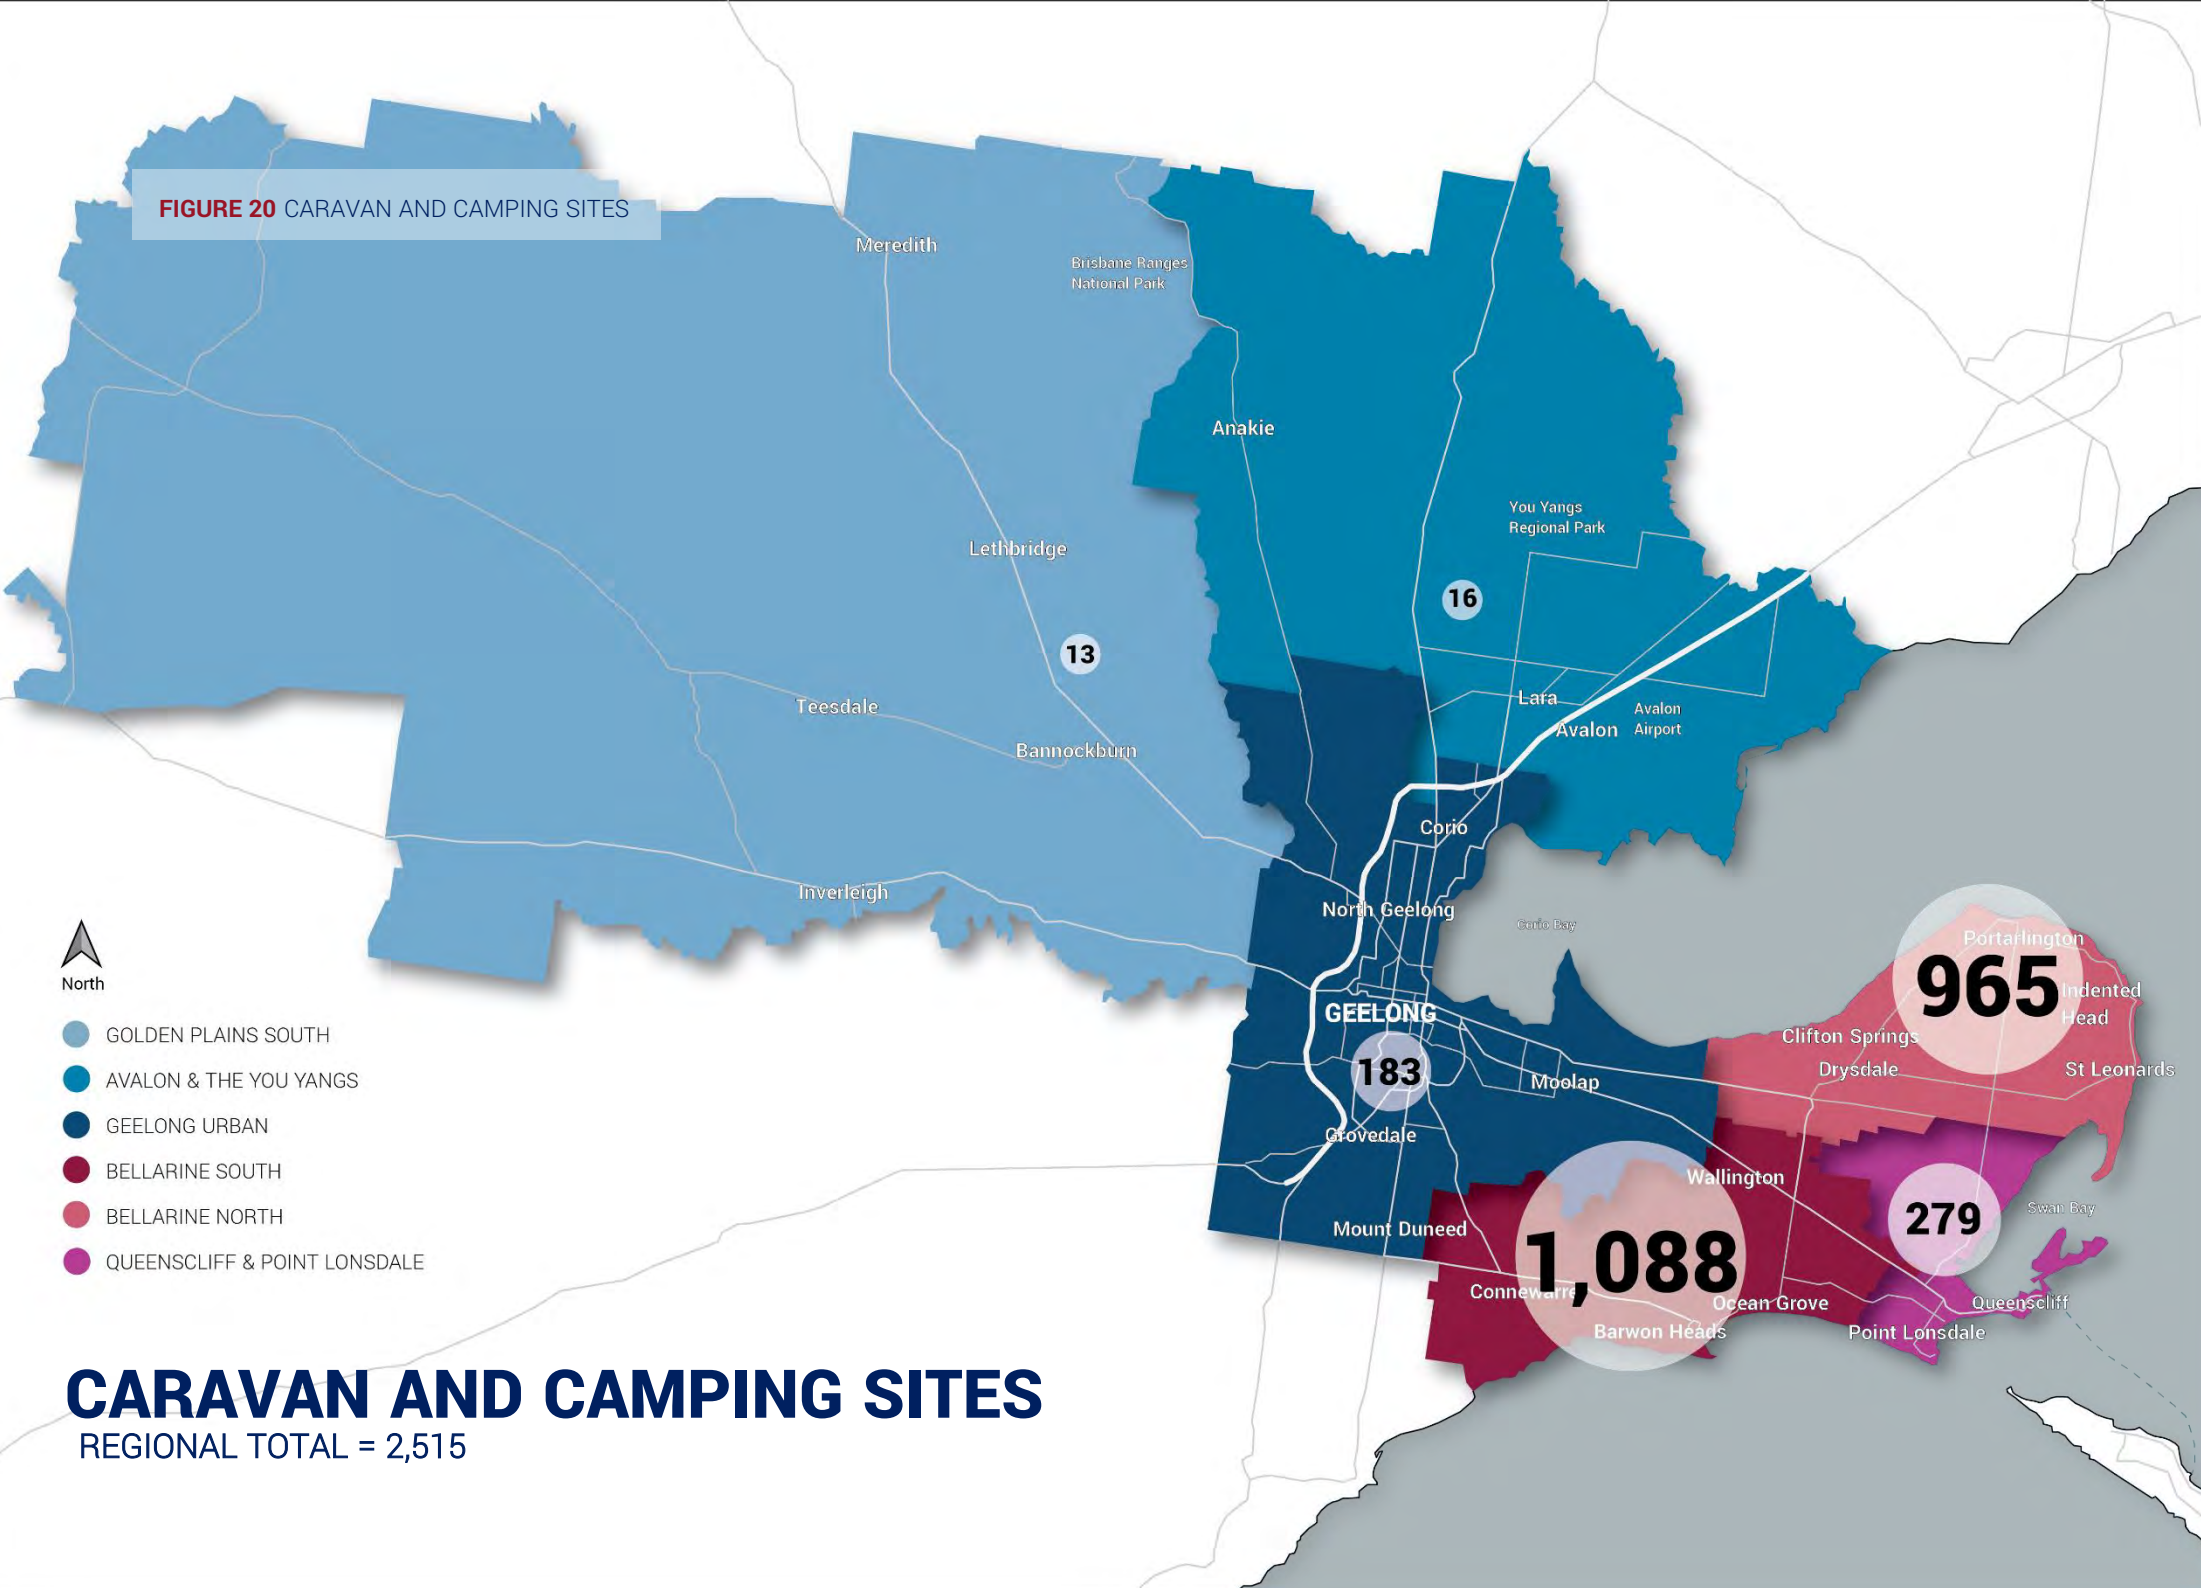 FIGURE 20 CARAVAN AND CAMPING SITES
Meredith
Brisbane Ranges
National Park
Anakie
You Yangs
Regional Park
Lethbridge
16
13
Lara
Teesdale
Avalon
Airport
Avalon
Bannockburn
Corio
Inverleigh
North Geelong
Corio Bay
Portarlington
965
Indented
Head
GEELONG
Clifton Springs
183
Drysdale
St Leonards
Moolap
Grovedale
Wallington
Swan Bay
279
Mount Duneed
1,088
Connewarre
Ocean Grove
Queenscliff
Barwon Heads
Point Lonsdale
North
GOLDEN PLAINS SOUTH
AVALON & THE YOU YANGS
GEELONG URBAN
BELLARINE SOUTH
BELLARINE NORTH
QUEENSCLIFF & POINT LONSDALE
CARAVAN AND CAMPING SITES
REGIONAL TOTAL = 2,515